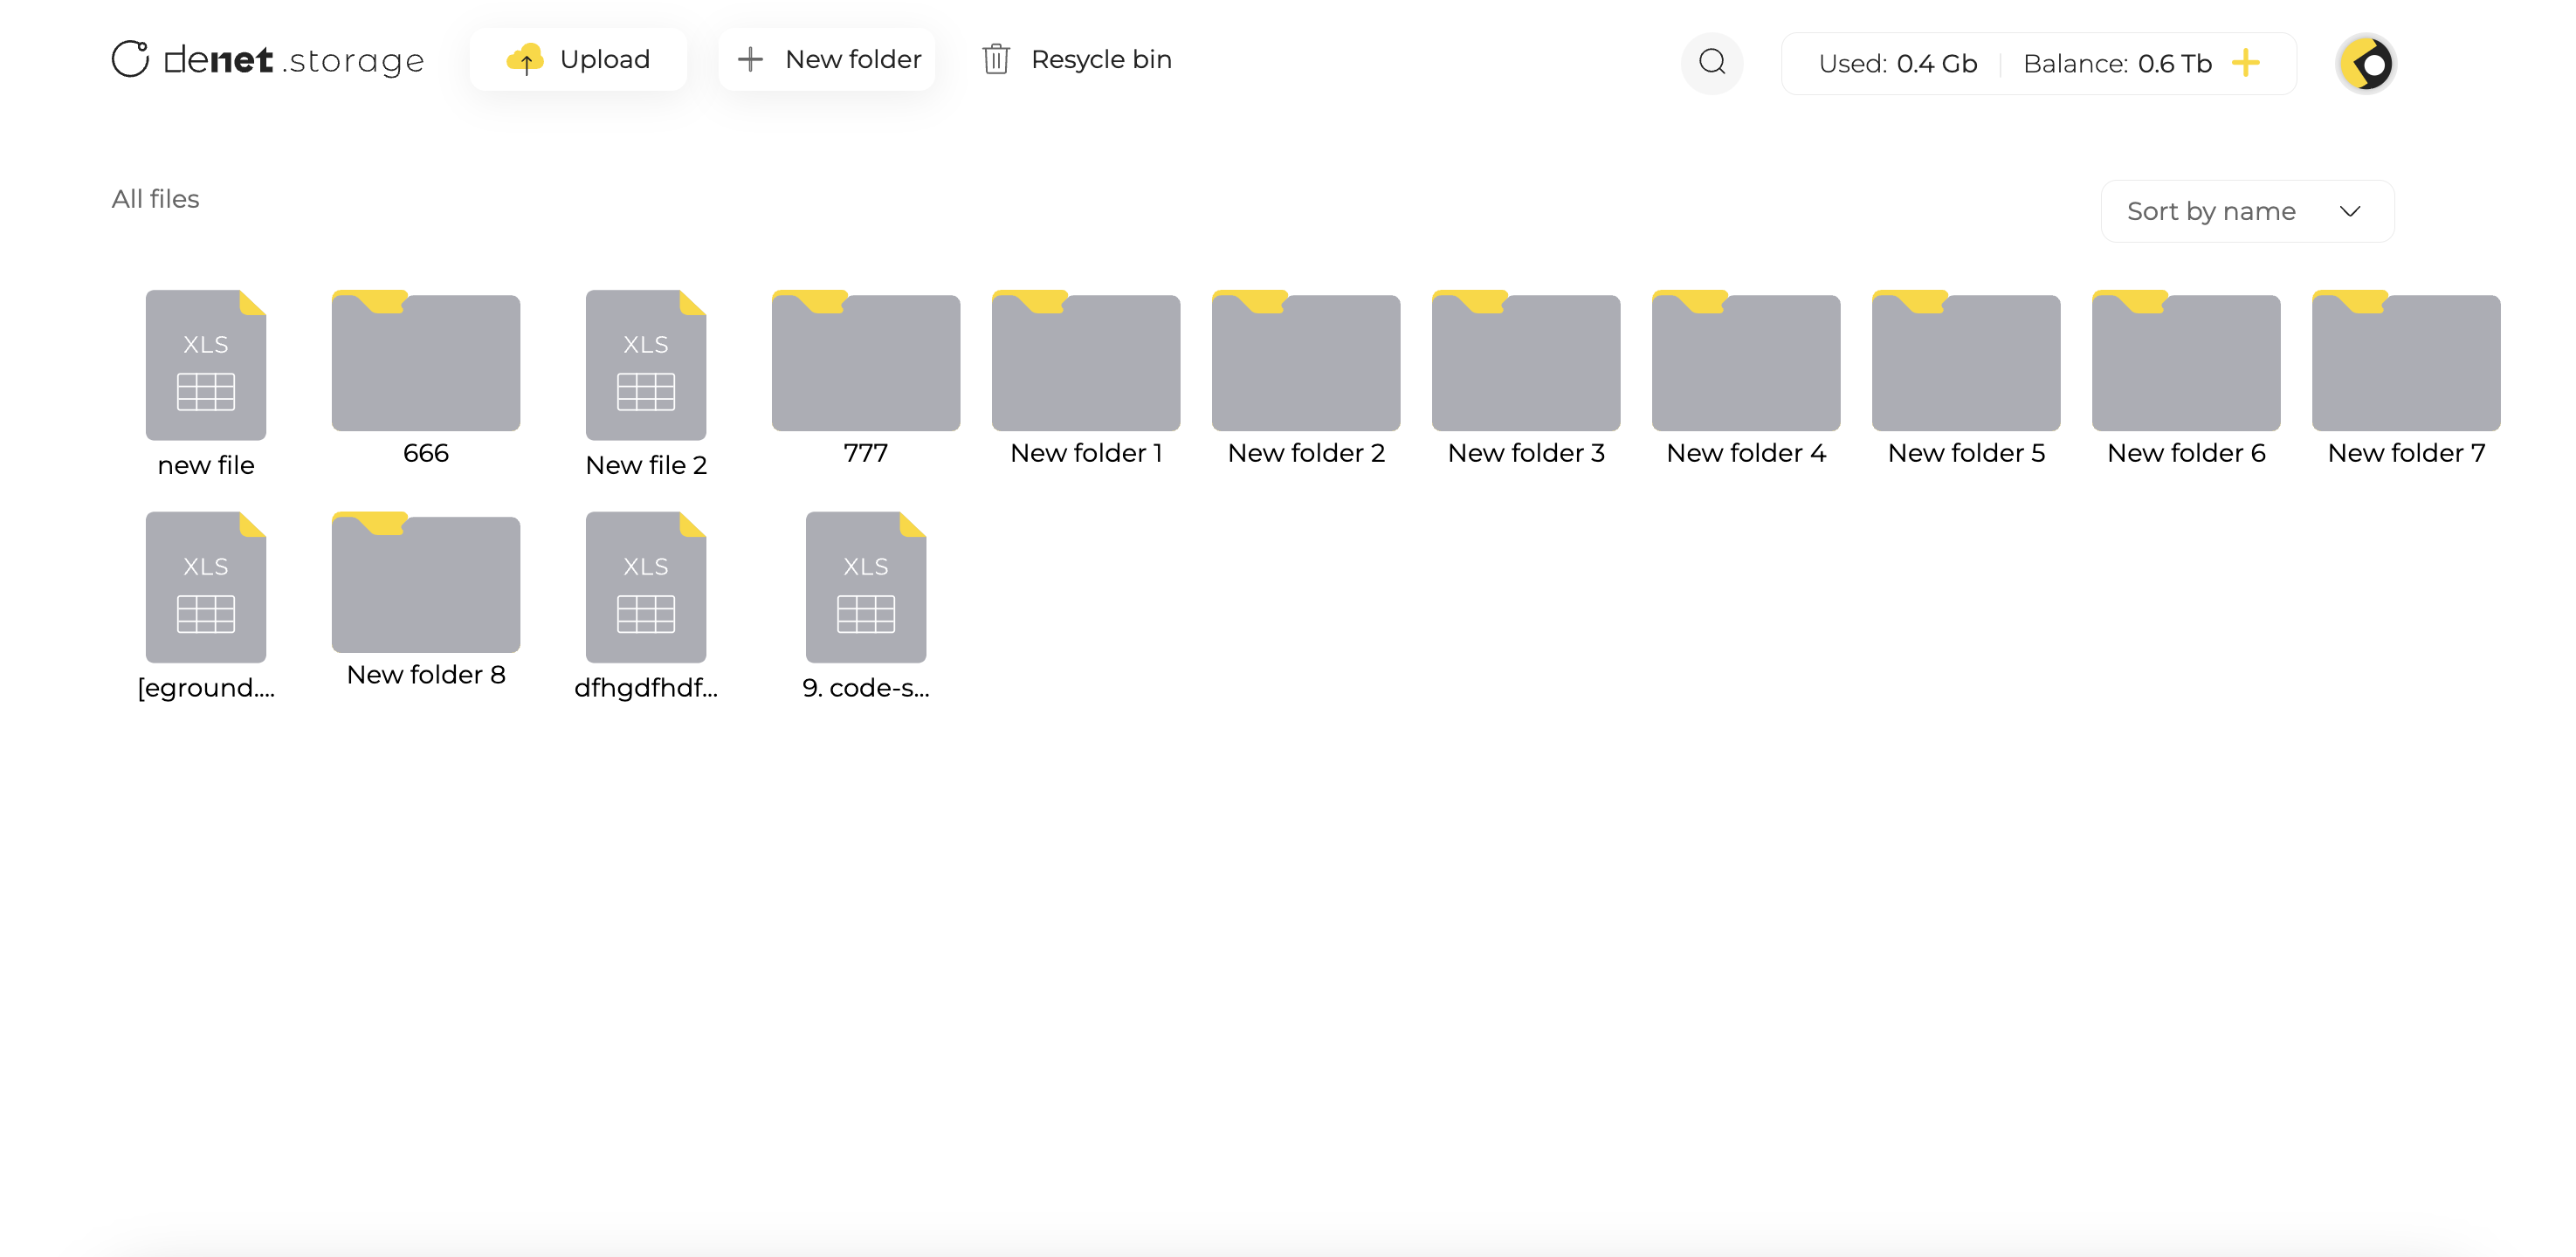 denet .storage
Upload
New folder
Resycle bin
Used: 0.4 Gb
Balance: 0.6 Tb
All files
Sort by name
XLS
XLS
new file
666
New file 2
777
New folder 1
New folder 2
New folder 3
New folder 4
New folder 5
New folder 6
New folder 7
XLS
XLS
XLS
[eground....
New folder 8
dfhgdfhdf...
9. code-s...